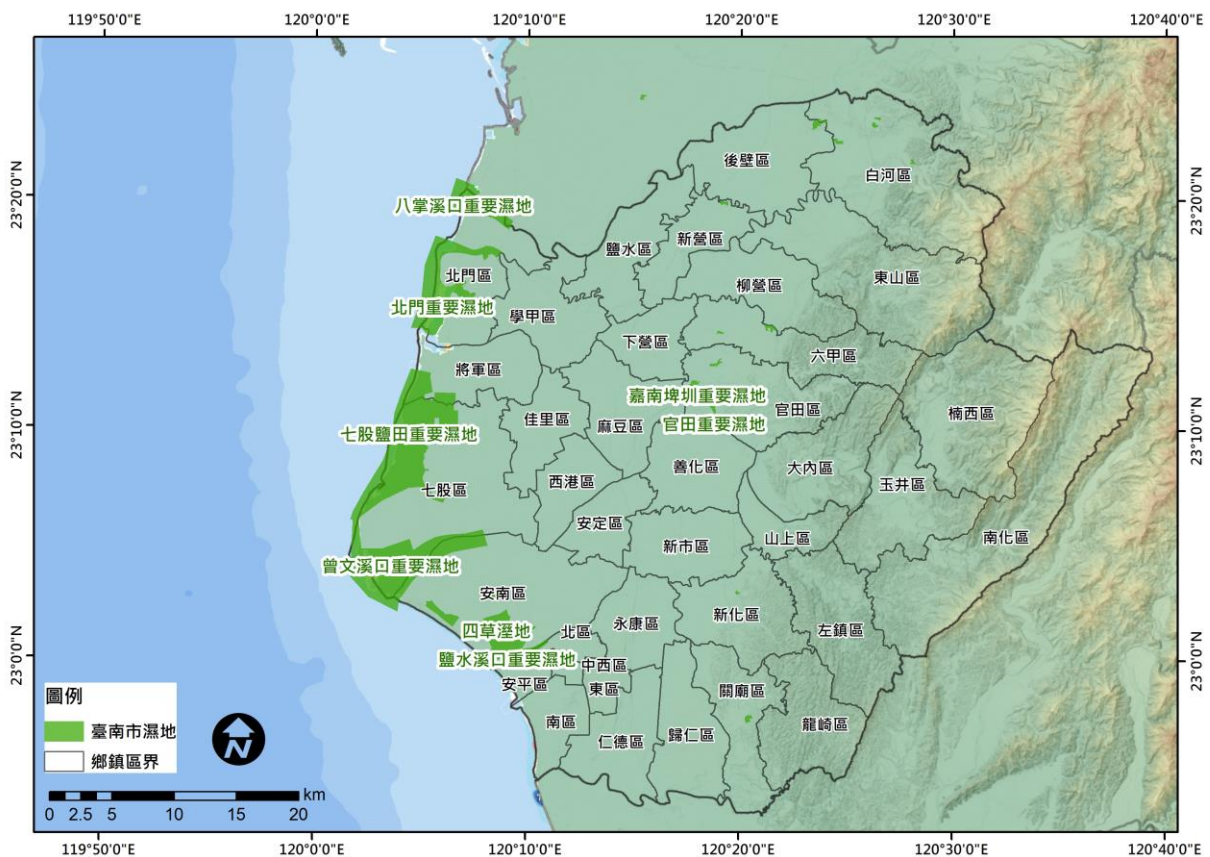 119°50'0"E
120°0'0"E
120°10'0"E
120°20'0"E
120°30'0"E
120°40'0"E
23°20'0"N
23°10'0"N
23°0'0"N
23°20'0"N
23°10'0"N
23°0'0"N
後壁區
白河區
八掌溪口重要濕地
新營區
鹽水區
北門區
東山區
柳營區
北門重要濕地
學甲區
下營區
六甲區
將軍區
嘉南埤圳重要濕地
官田區
楠西區
佳里區
麻豆區
官田重要濕地
七股鹽田重要濕地
善化區
大內區
西港區
玉井區
七股區
安定區
新市區
山上區
南化區
曾文溪口重要濕地
安南區
永康區
新化區
左鎮區
四草溼地
北區
鹽水溪口重要濕地
中西區
安平區
東區
關廟區
南區
仁德區
歸仁區
龍崎區
圖例
臺南市濕地
鄉鎮區界
N
km
0 2.5 5 10 15 20
119°50'0"E
120°0'0"E
120°10'0"E
120°20'0"E
120°30'0"E
120°40'0"E